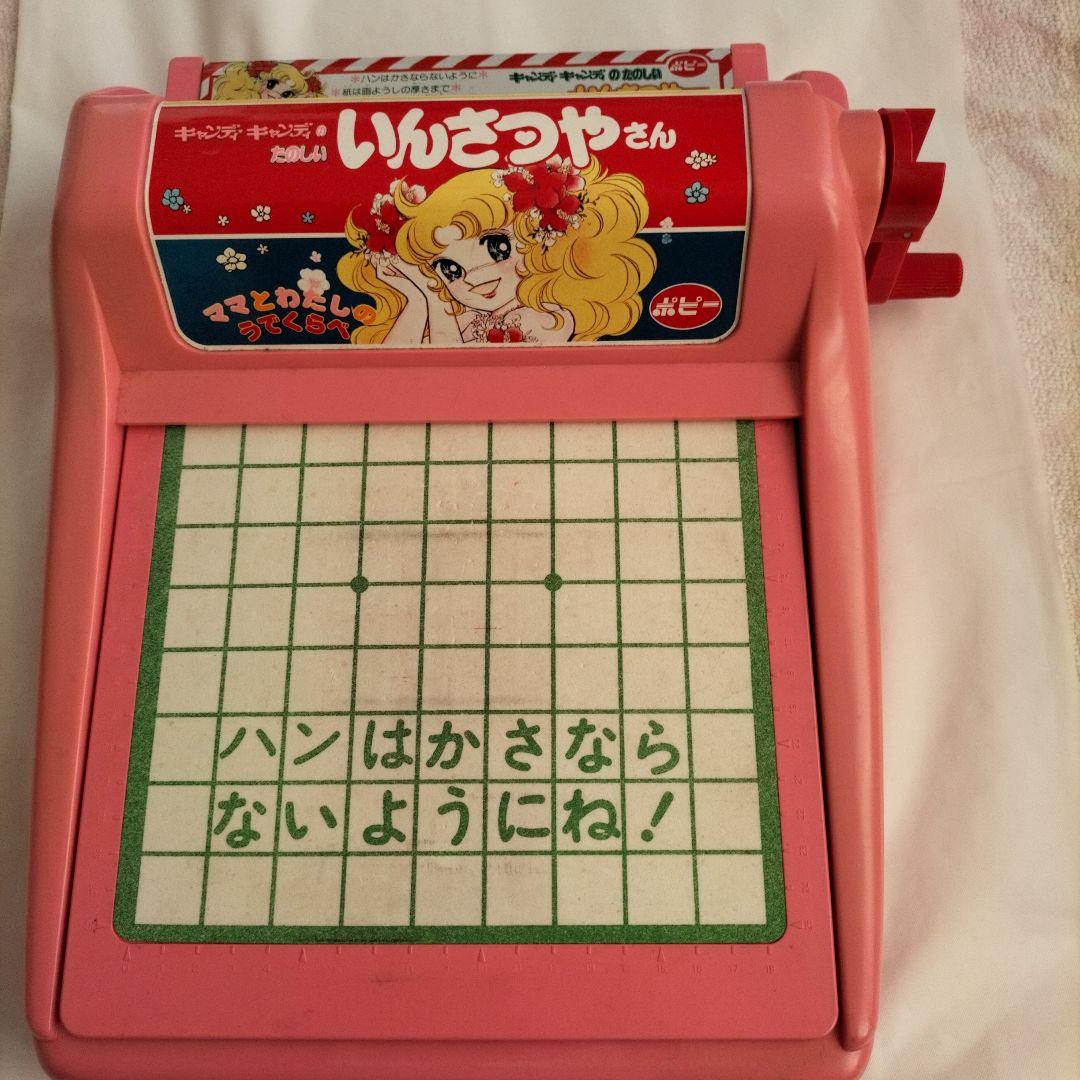 *ハンはかさならないように*
キャンディ・キャンディのたのしい
ポピー
*紙は画ようしの厚さまで*
キャンディ・キャンディの
たのしい
いんさつやさん
ママとわたしの
うでくらべ
ポピー
ハンはかさなら
ないようにね!